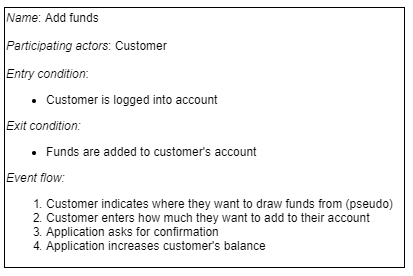 Name: Add funds
Participating actors: Customer
Entry condition:
• Customer is logged into account
Exit condition:
• Funds are added to customer's account
Event flow:
1. Customer indicates where they want to draw funds from (pseudo)
2. Customer enters how much they want to add to their account
3. Application asks for confirmation
4. Application increases customer's balance